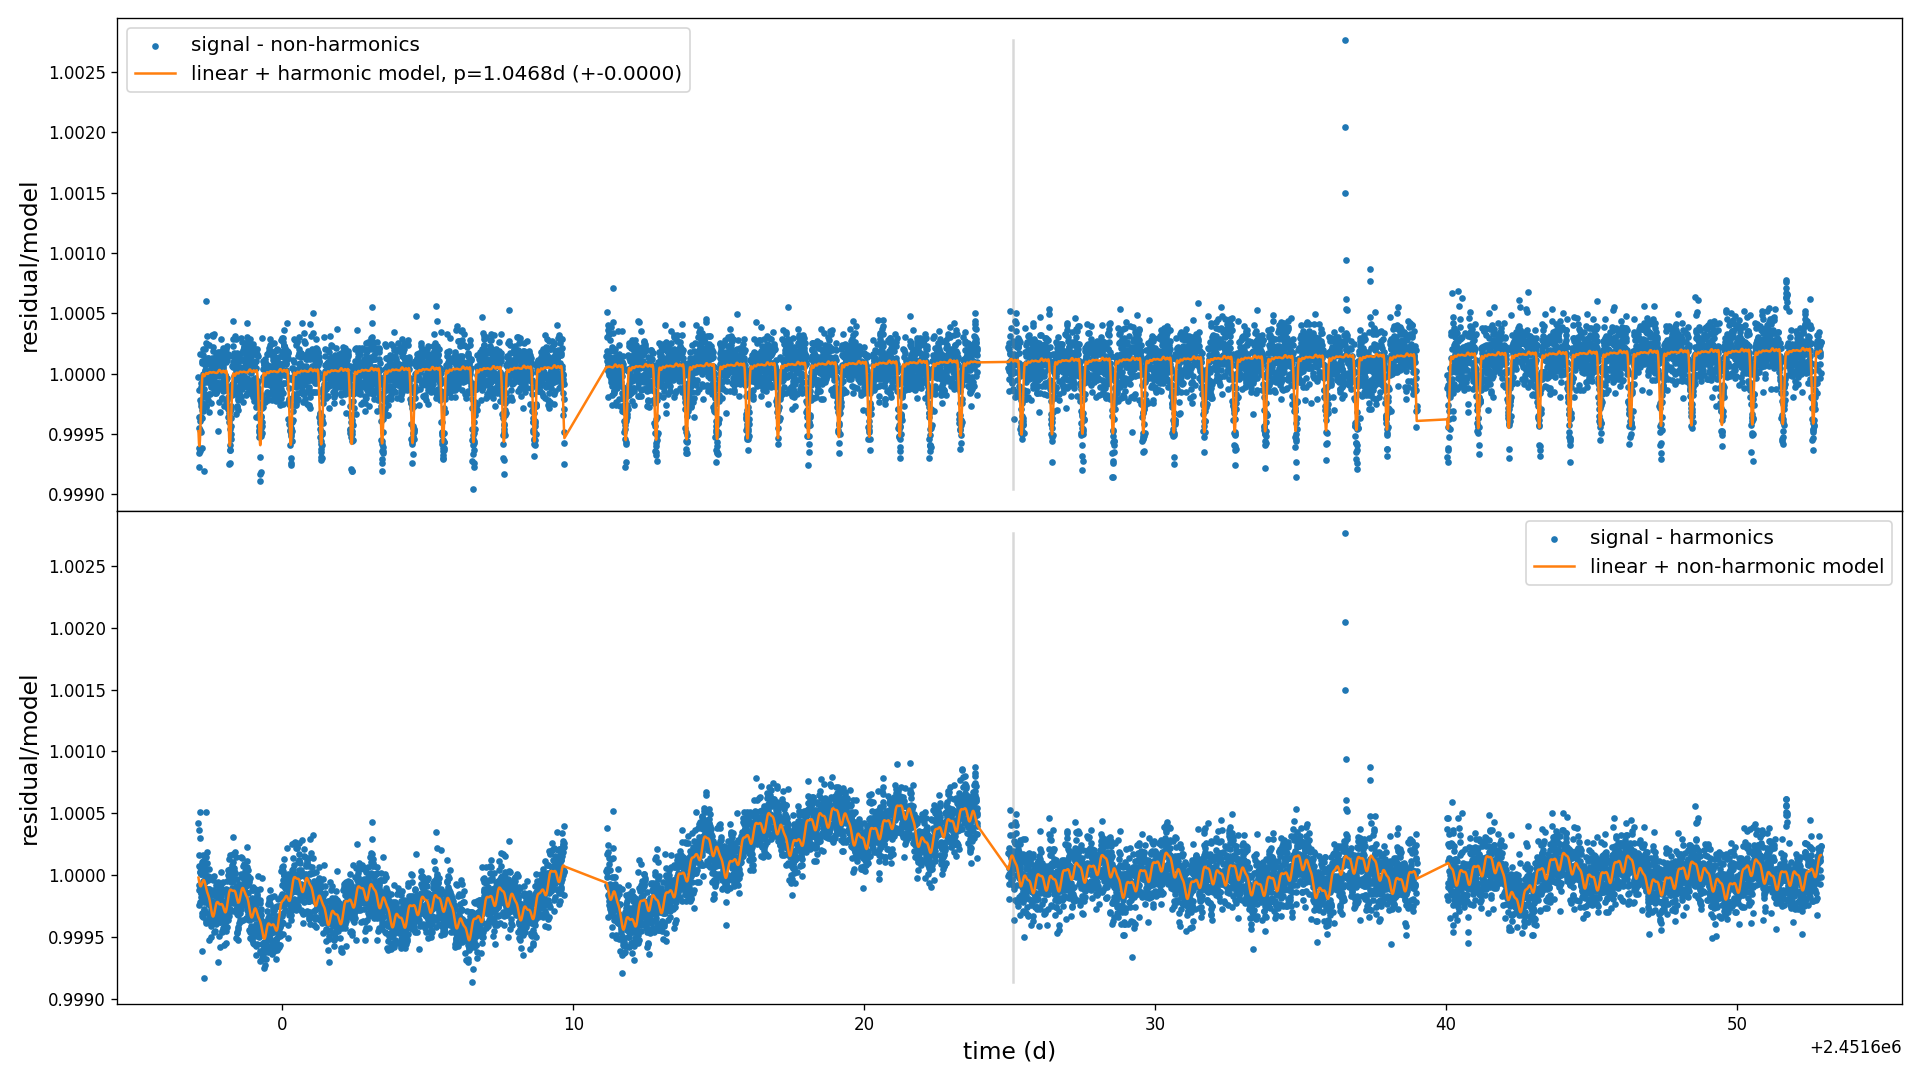 signal - non-harmonics
linear + harmonic model, p=1.0468d (+-0.0000)
residual/model
1.0025
1.0020
1.0015
1.0010
1.0005
1.0000
0.9995
0.9990
signal - harmonics
linear + non-harmonic model
residual/model
1.0025
1.0020
1.0015
1.0010
1.0005
1.0000
0.9995
0.9990
0 10 20 30 40 50
time (d)
+2.4516e6